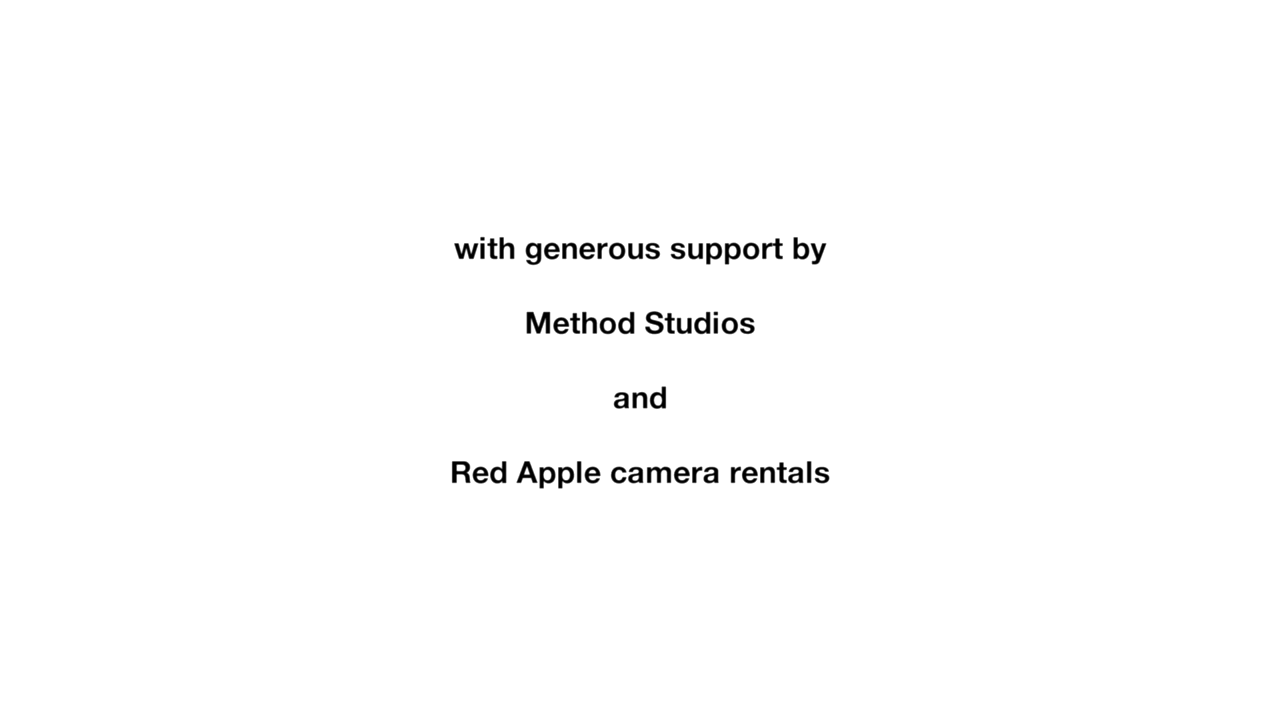 with generous support by
Method Studios
and
Red Apple camera rentals